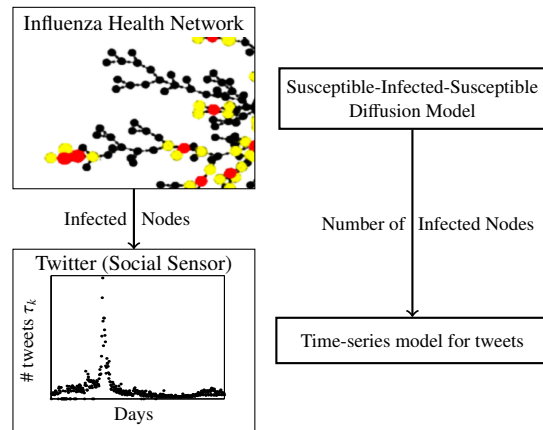 Influenza Health Network
Susceptible-Infected-Susceptible
Diffusion Model
Infected Nodes
Number of Infected Nodes
Twitter (Social Sensor)
# tweets τk
Days
Time-series model for tweets